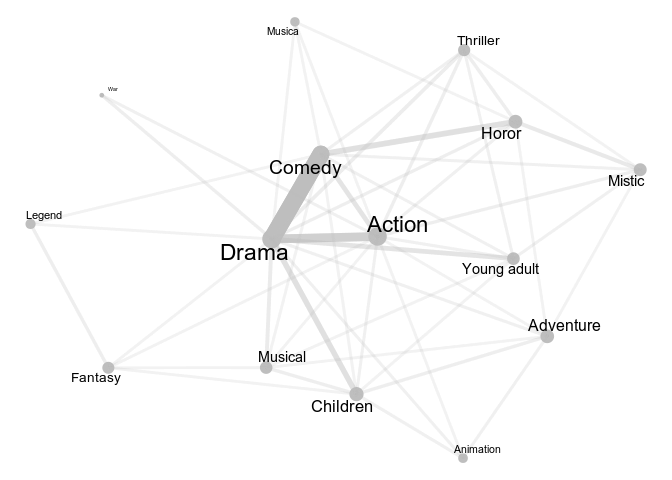 Musica
Thriller
War
Horor
Comedy
Mistic
Legend
Action
Drama
Young adult
Adventure
Musical
Fantasy
Children
Animation